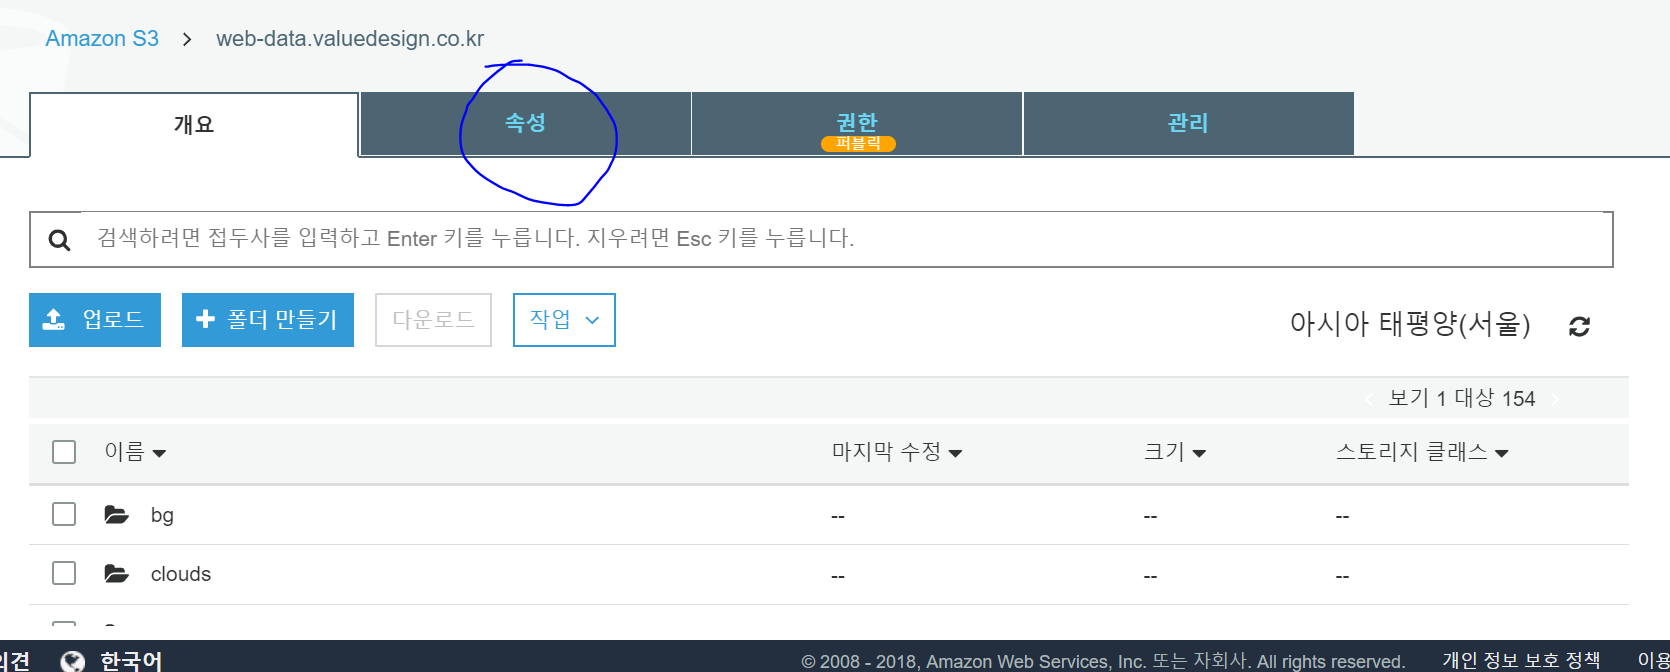 Amazon S3 > web-data.valuedesign.co.kr
개요 속성 권한 관리
퍼블릭
검색하려면 접두사를 입력하고 Enter 키를 누릅니다. 지우려면 Esc 키를 누릅니다.
업로드 폴더 만들기 다운로드 작업 아시아 태평양(서울)
보기 1 대상 154
이름 마지막 수정 크기 스토리지 클래스
bg -- -- --
clouds -- -- --
의견 한국어 © 2008 - 2018, Amazon Web Services, Inc. 또는 자회사. All rights reserved. 개인 정보 보호 정책 이용